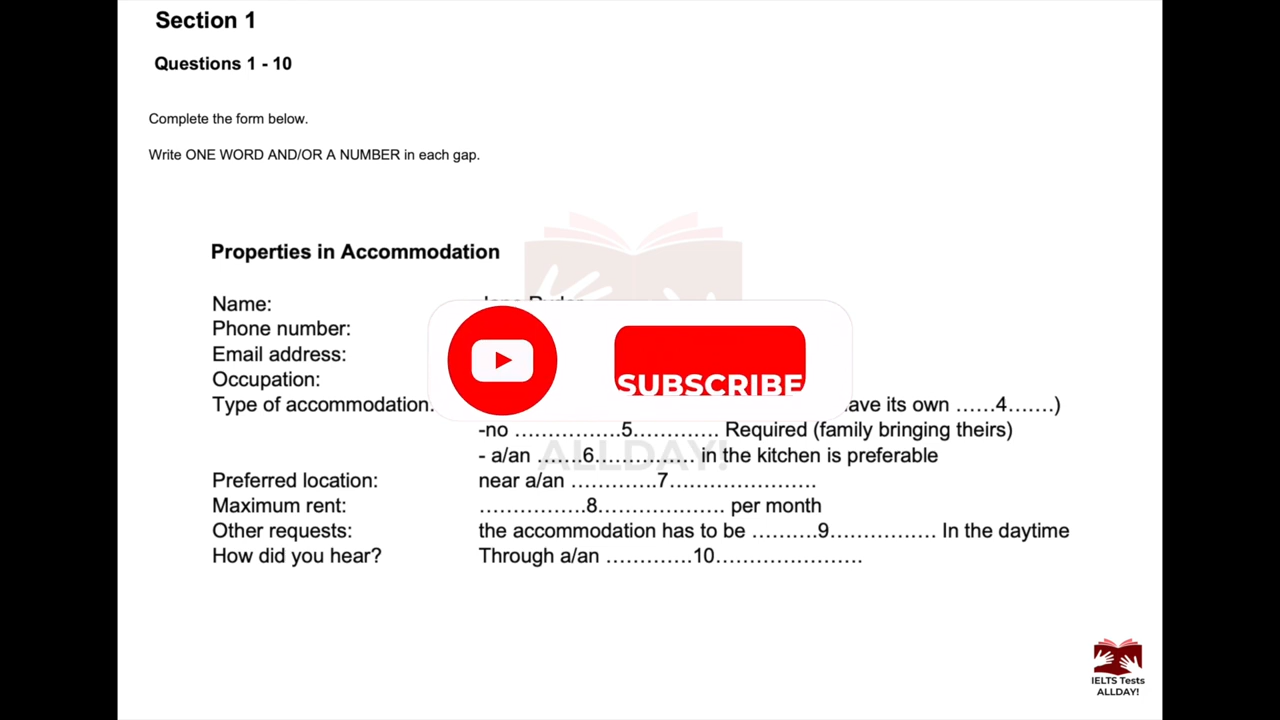 Section 1
Questions 1 - 10
Complete the form below.
Write ONE WORD AND/OR A NUMBER in each gap.
Properties in Accommodation
Name:
Phone number:
Email address:
Occupation:
SUBSCRIBE
Type of accommodation: its own ……4…….)
-no …………….5………… Required (family bringing theirs)
- a/an …….6………….. in the kitchen is preferable
ALLDAY!
Preferred location: near a/an ………….7………………….
Maximum rent: …………….8………………. per month
Other requests: the accommodation has to be ……….9……………. In the daytime
How did you hear? Through a/an ………….10………………….
IELTS Tests
ALLDAY!